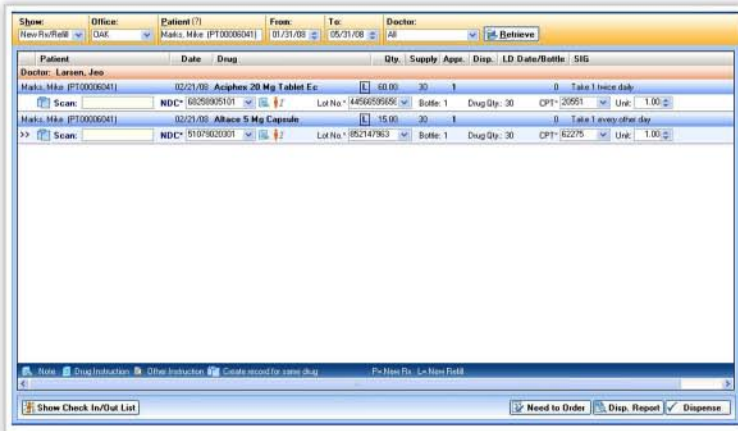 Show: Office: Patient (?) From: To: Doctor:
New Rx/Refill OAK Marks, Mike (PT00006041) 01/31/08 05/31/08 All Retrieve
Patient Date Drug Qty. Supply Appr. Disp. LD Date/Bottle SIG
Doctor: Larsen, Jeo
Marks, Mike (PT00006041) 02/21/08 Aciphex 20 Mg Tablet Ec L 60.00 30 1 0 Take 1 twice daily
Scan: NDC* 68258905101 Lot No.* Bottle: 1 Drug Qty.: 30 CPT* 20551 Unit: 1.00
Marks, Mike (PT00006041) 02/21/08 Altace 5 Mg Capsule L 15.00 30 1 0 Take 1 every other day
>> Scan: NDC* 51079020301 Lot No.* 852147963 Bottle: 1 Drug Qty.: 30 CPT* 62275 Unit: 1.00
Note Drug Instruction Other Instruction Create record for same drug P= New Rx L= New Refill
Show Check In/Out List Need to Order Disp. Report Dispense